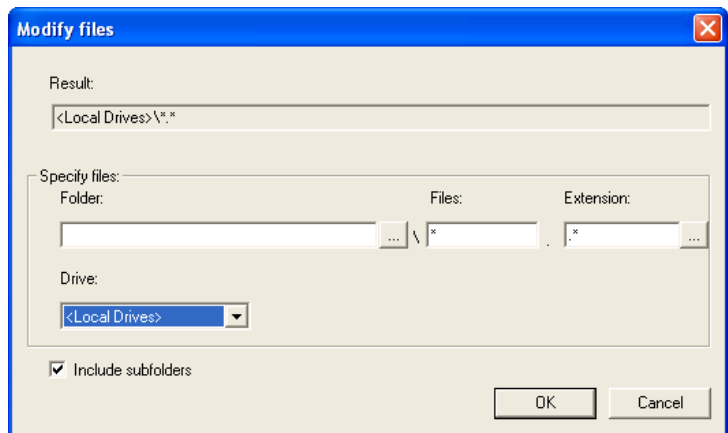 Modify files
Result:
<Local Drives>\*.*
Specify files:
Folder: Files: Extension:
... \ * . .* ...
Drive:
<Local Drives>
Include subfolders
OK Cancel